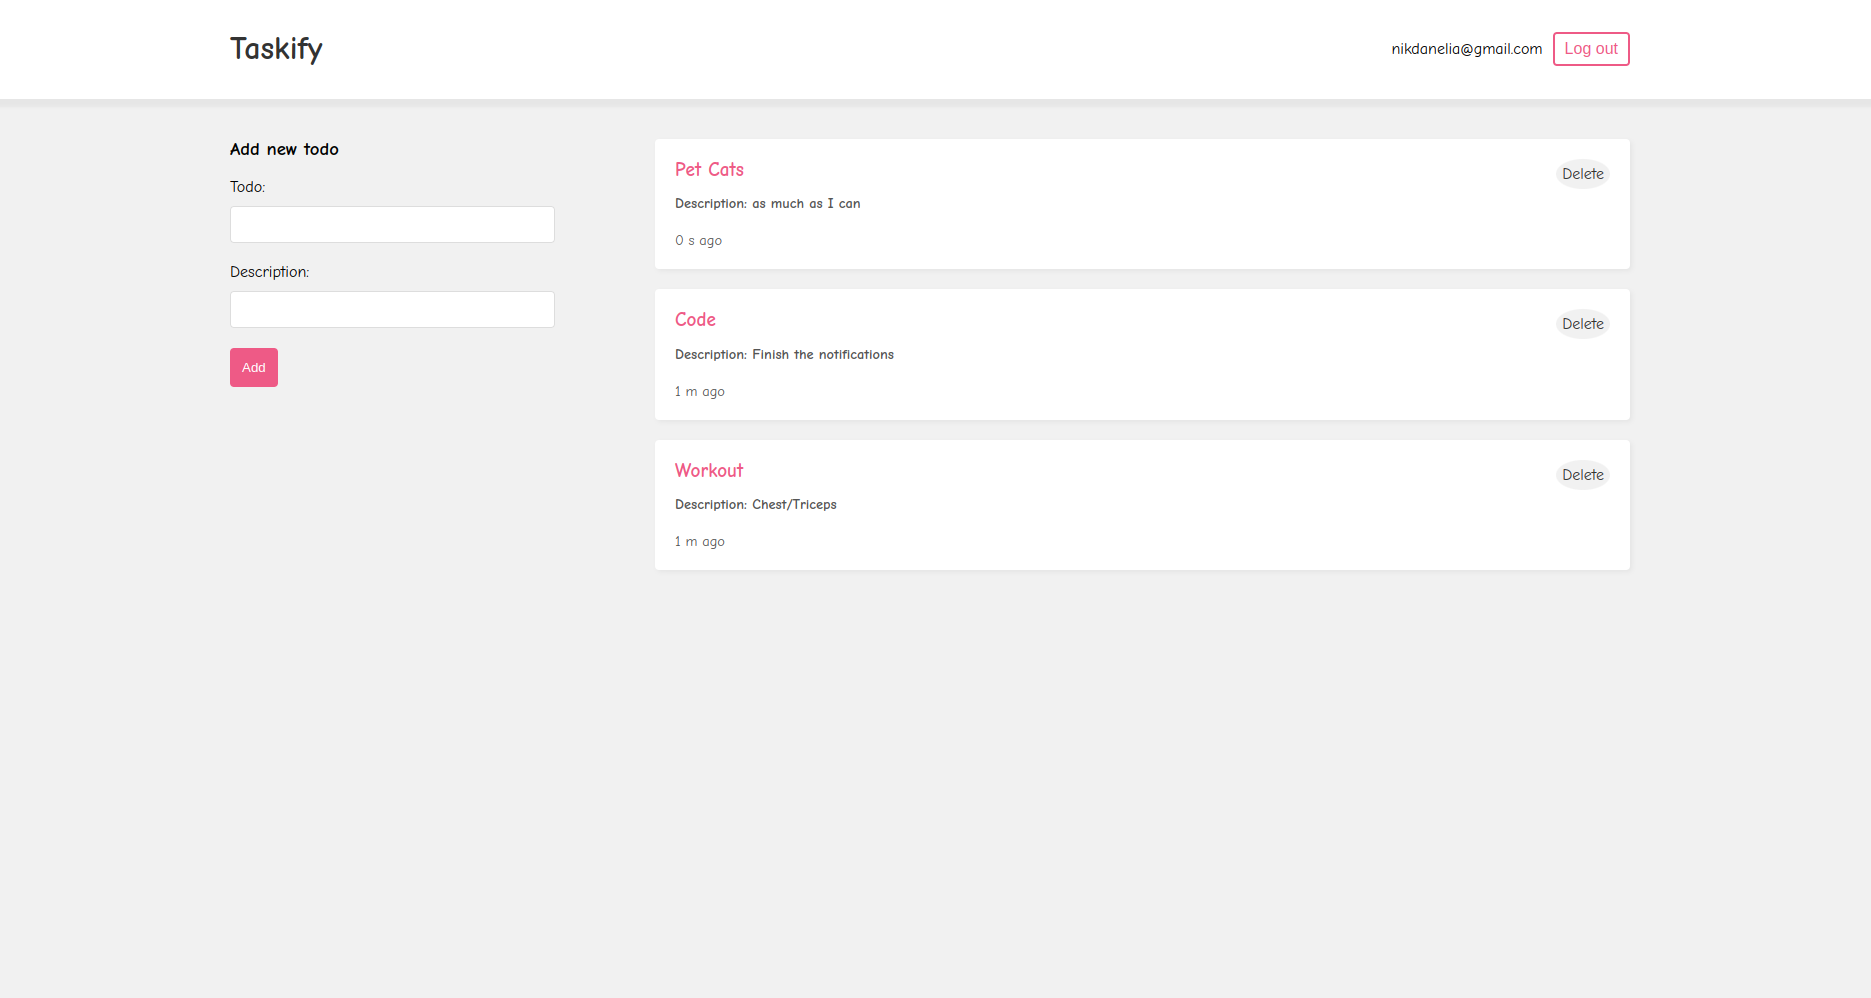 Taskify
nikdanelia@gmail.com Log out
Add new todo
Todo:
Description:
Add
Pet Cats
Delete
Description: as much as I can
0 s ago
Code
Delete
Description: Finish the notifications
1 m ago
Workout
Delete
Description: Chest/Triceps
1 m ago